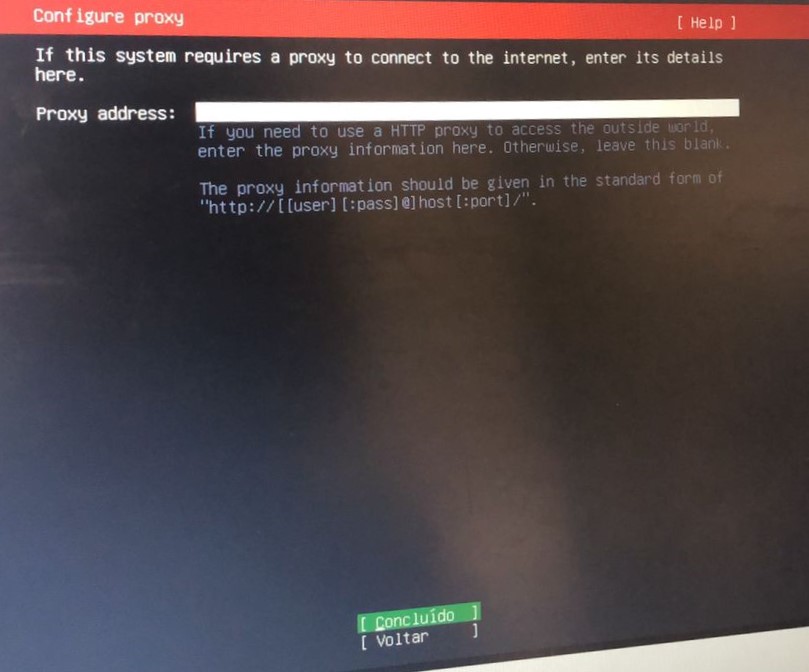 Configure proxy
[ Help ]
If this system requires a proxy to connect to the internet, enter its details
here.
Proxy address:
If you need to use a HTTP proxy to access the outside world,
enter the proxy information here. Otherwise, leave this blank.
The proxy information should be given in the standard form of
"http://[[user][:pass]@]host[:port]/".
[ Concluído ]
[ Voltar ]